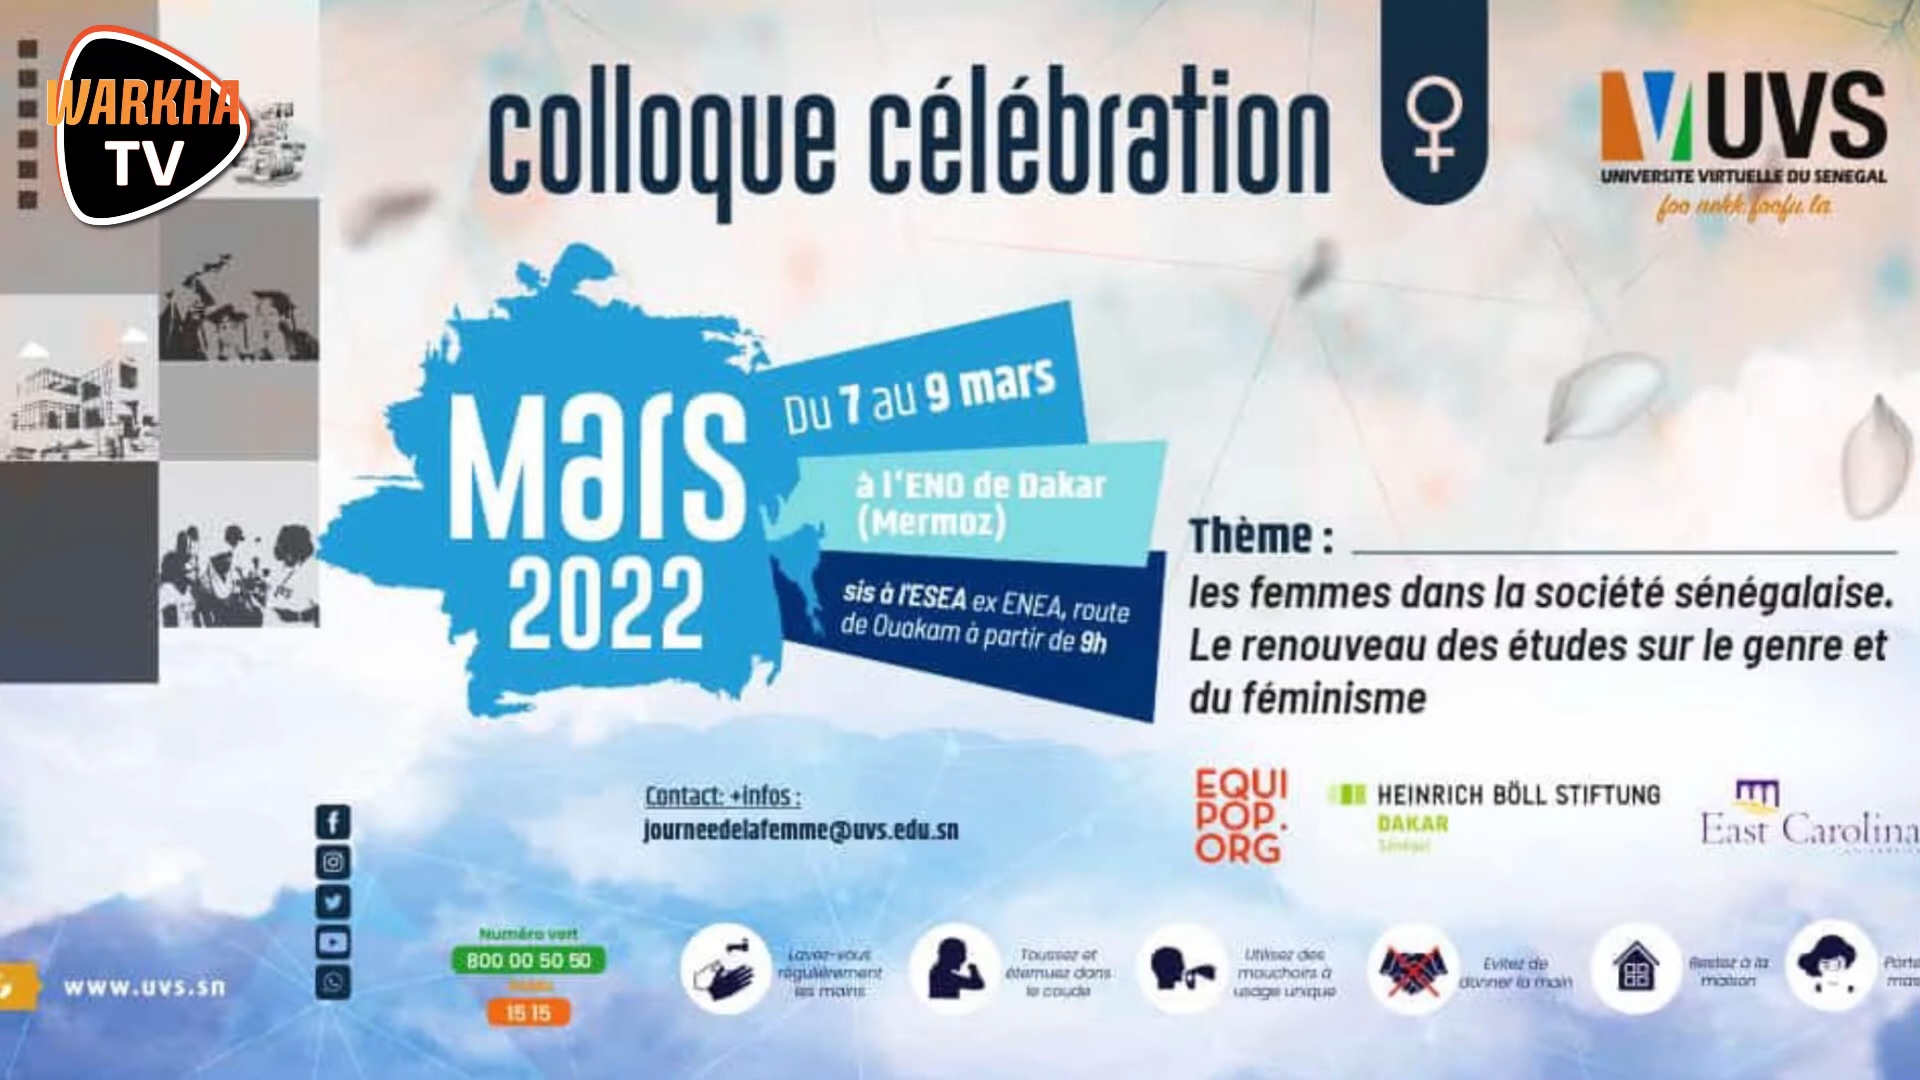 WARKHA
TV
colloque célébration
UVS
UNIVERSITE VIRTUELLE DU SENEGAL
foo nekk foofu la
Mars
2022
Du 7 au 9 mars
à l'ENO de Dakar
(Mermoz)
sis à l'ESEA ex ENEA, route
de Ouakam à partir de 9h
Thème :
les femmes dans la société sénégalaise.
Le renouveau des études sur le genre et
du féminisme
Contact: +infos :
journeedelafemme@uvs.edu.sn
EQUI
POP.
ORG
HEINRICH BÖLL STIFTUNG
DAKAR
Sénégal
East Carolina
www.uvs.sn
Numéro vert
800 00 50 50
15 15
Lavez-vous
régulièrement
les mains
Toussez et
éternuez dans
le coude
Utilisez des
mouchoirs à
usage unique
Evitez de
donner la main
Restez à la
maison
Porte
mas